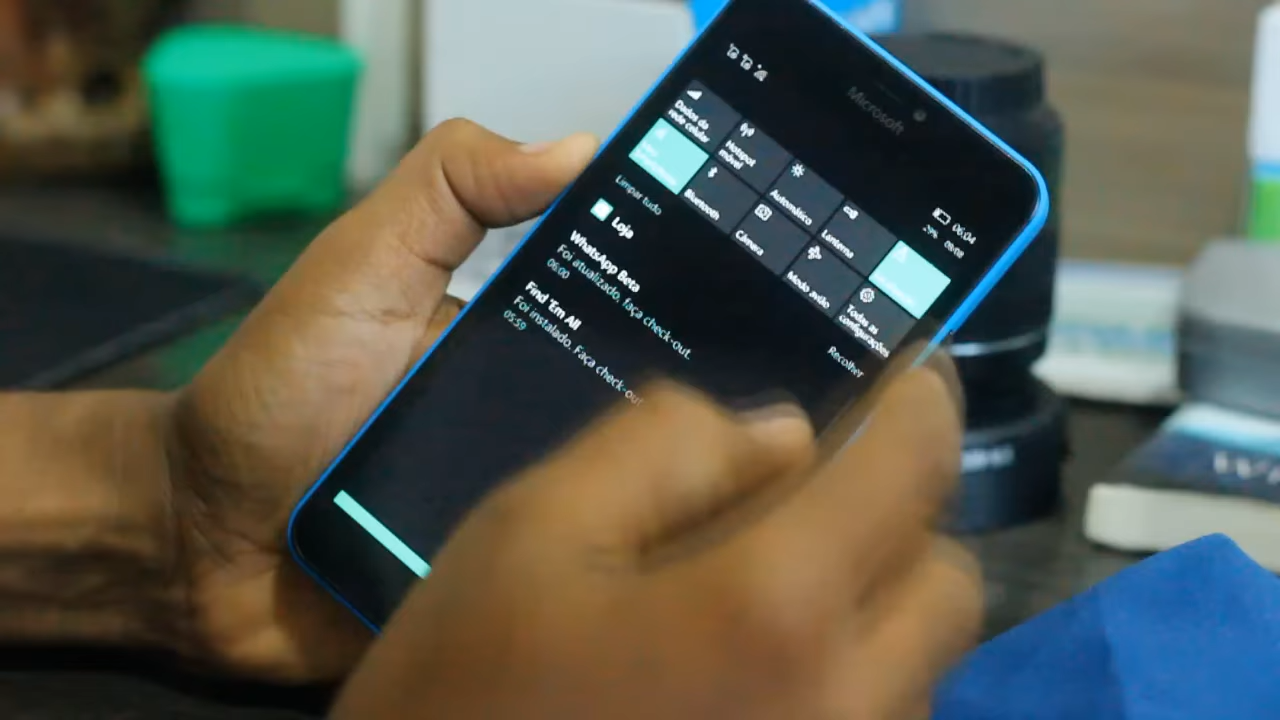 Microsoft
06:04
29%
Dados da
rede celular
Hotspot
móvel
Automático
Lanterna
Bluetooth
Câmera
Modo avião
Todas as
configurações
Limpar tudo
Recolher
Loja
WhatsApp Beta
Foi atualizado, faça check-out.
06:00
Find 'Em All
Foi instalado. Faça check-out
05:59